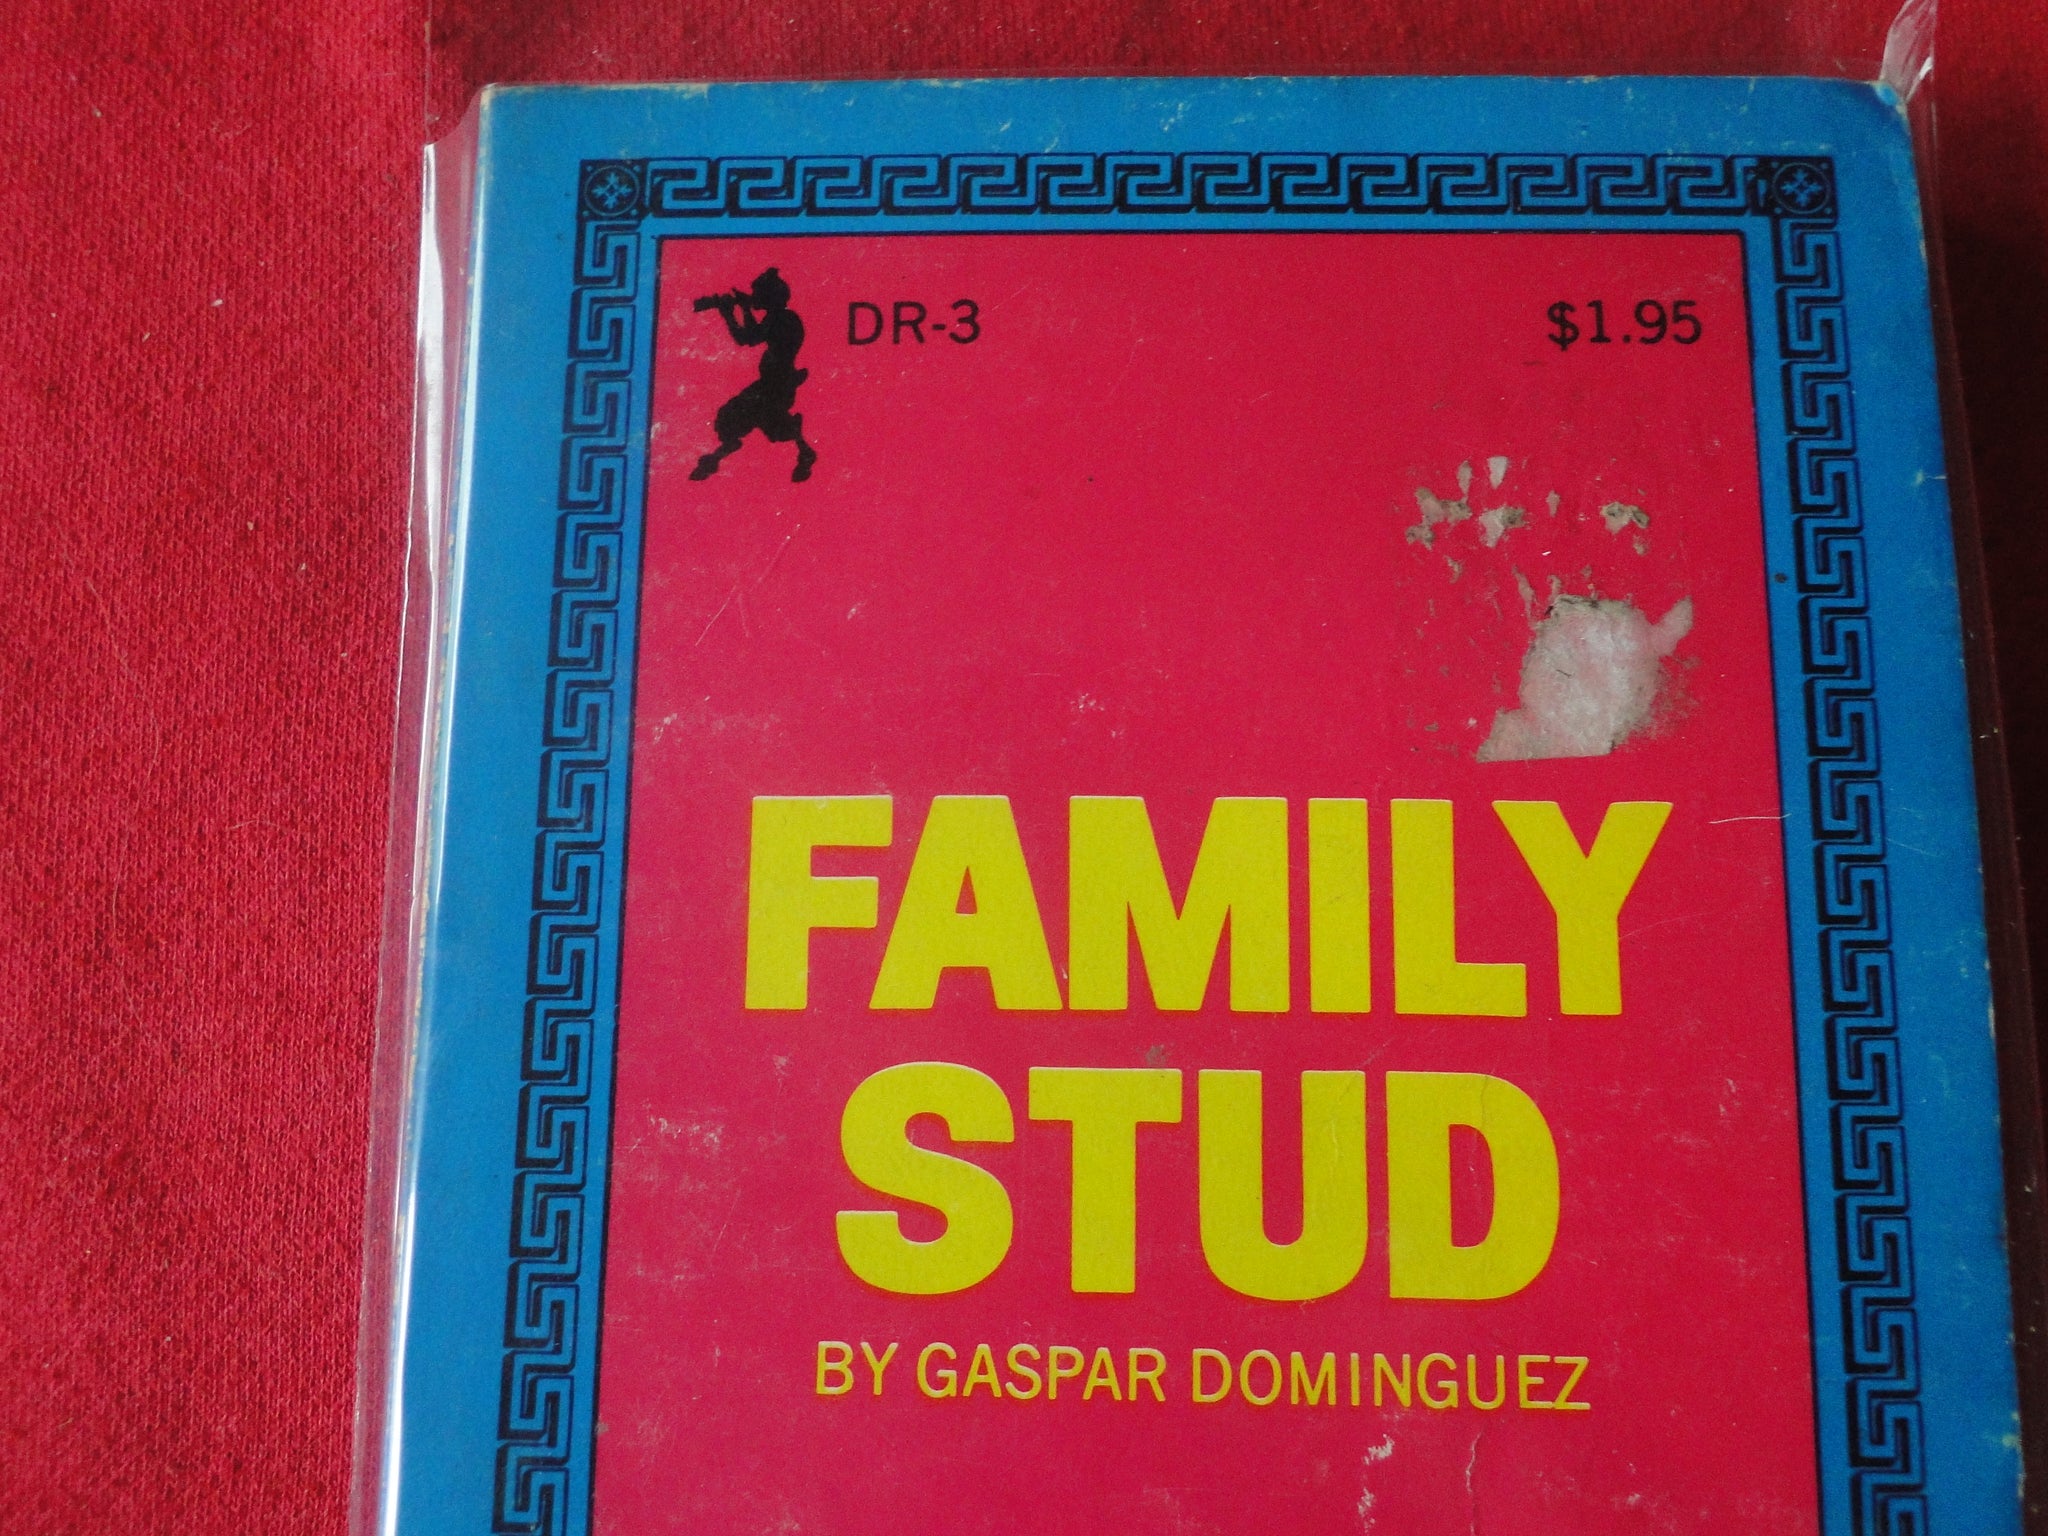 DR-3 $1.95
FAMILY
STUD
BY GASPAR DOMINGUEZ